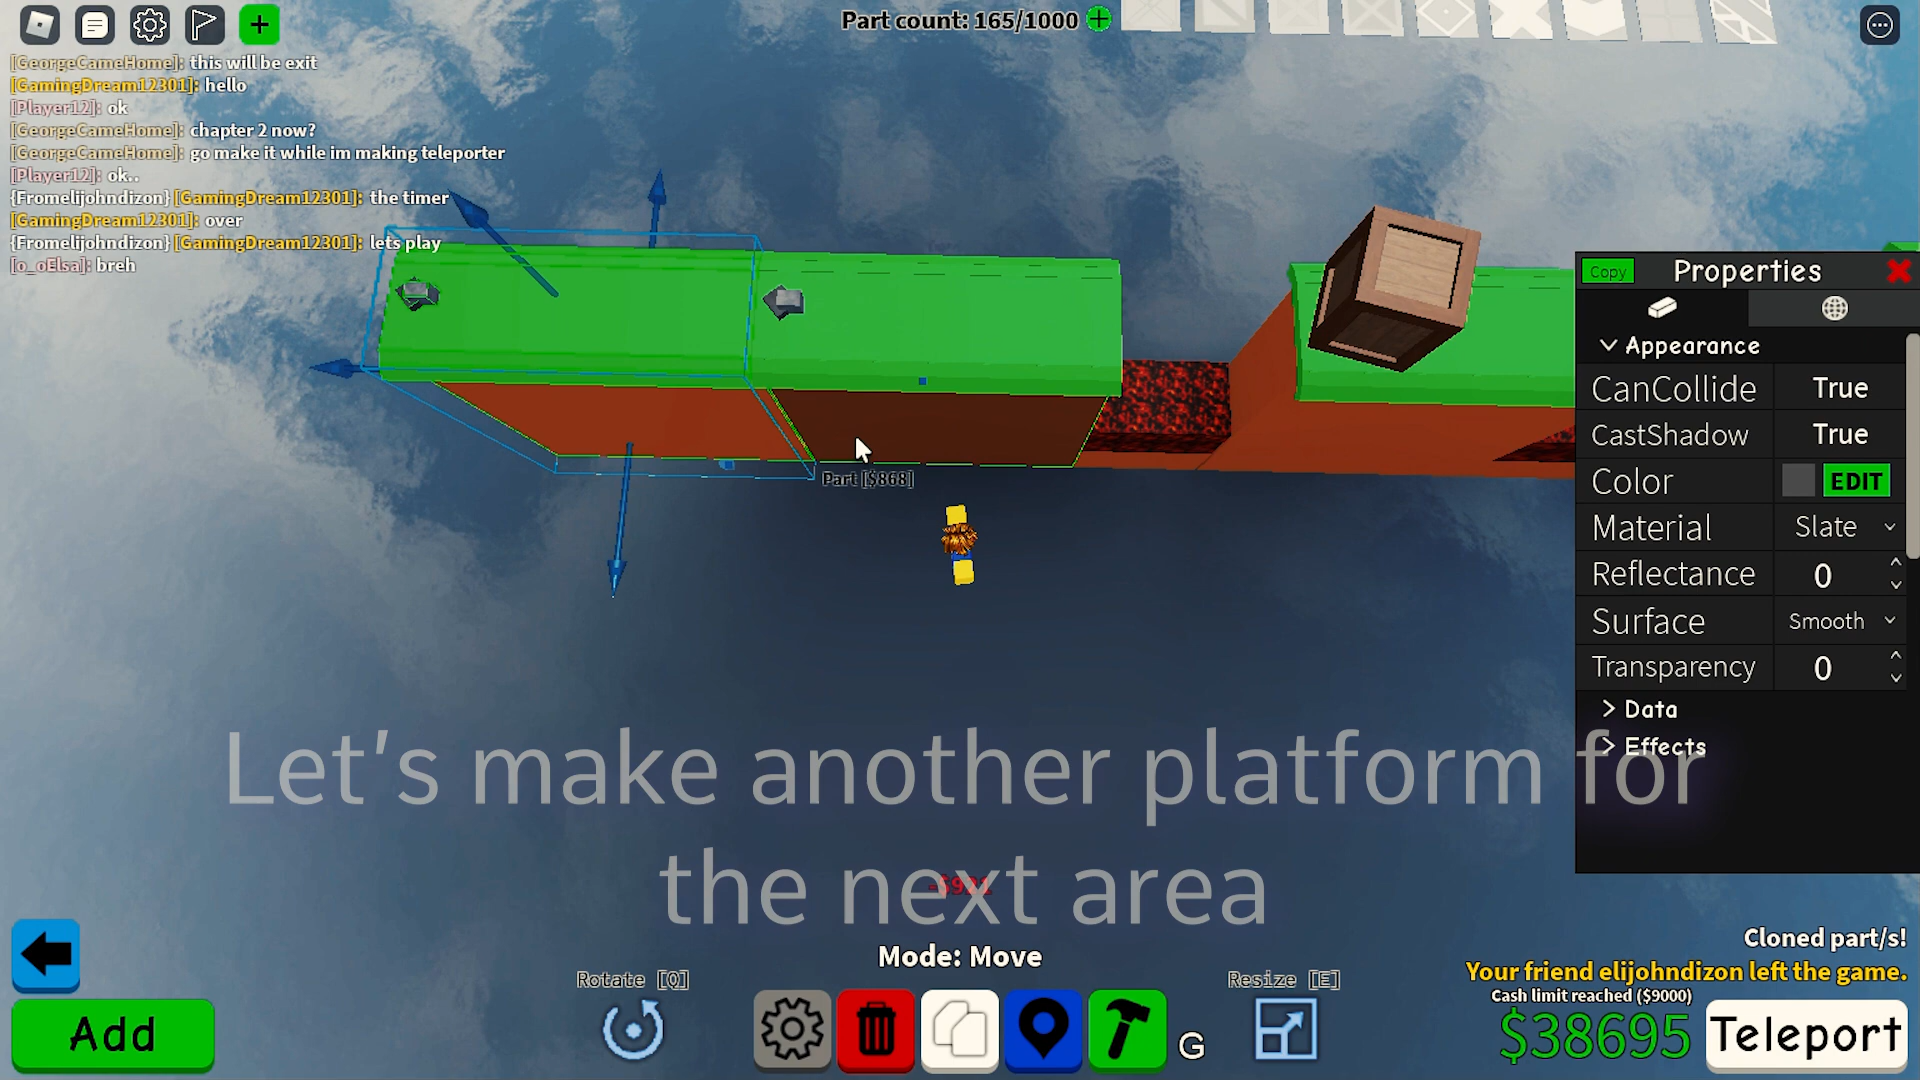 Part count: 165/1000
[GeorgeCameHome]: this will be exit
[GamingDream12301]: hello
[Player12]: ok
[GeorgeCameHome]: chapter 2 now?
[GeorgeCameHome]: go make it while im making teleporter
[Player12]: ok..
{Fromelijohndizon} [GamingDream12301]: the timer
[GamingDream12301]: over
{Fromelijohndizon} [GamingDream12301]: lets play
[o_oElsa]: breh
Copy
Properties
Appearance
CanCollide True
CastShadow True
Color EDIT
Material Slate
Reflectance 0
Surface Smooth
Transparency 0
> Data
> Effects
Part [$868]
Let's make another platform for
the next area
-$921
Mode: Move
Rotate [Q]
Resize [E]
G
Add
Cloned part/s!
Your friend elijohndizon left the game.
Cash limit reached ($9000)
$38695
Teleport